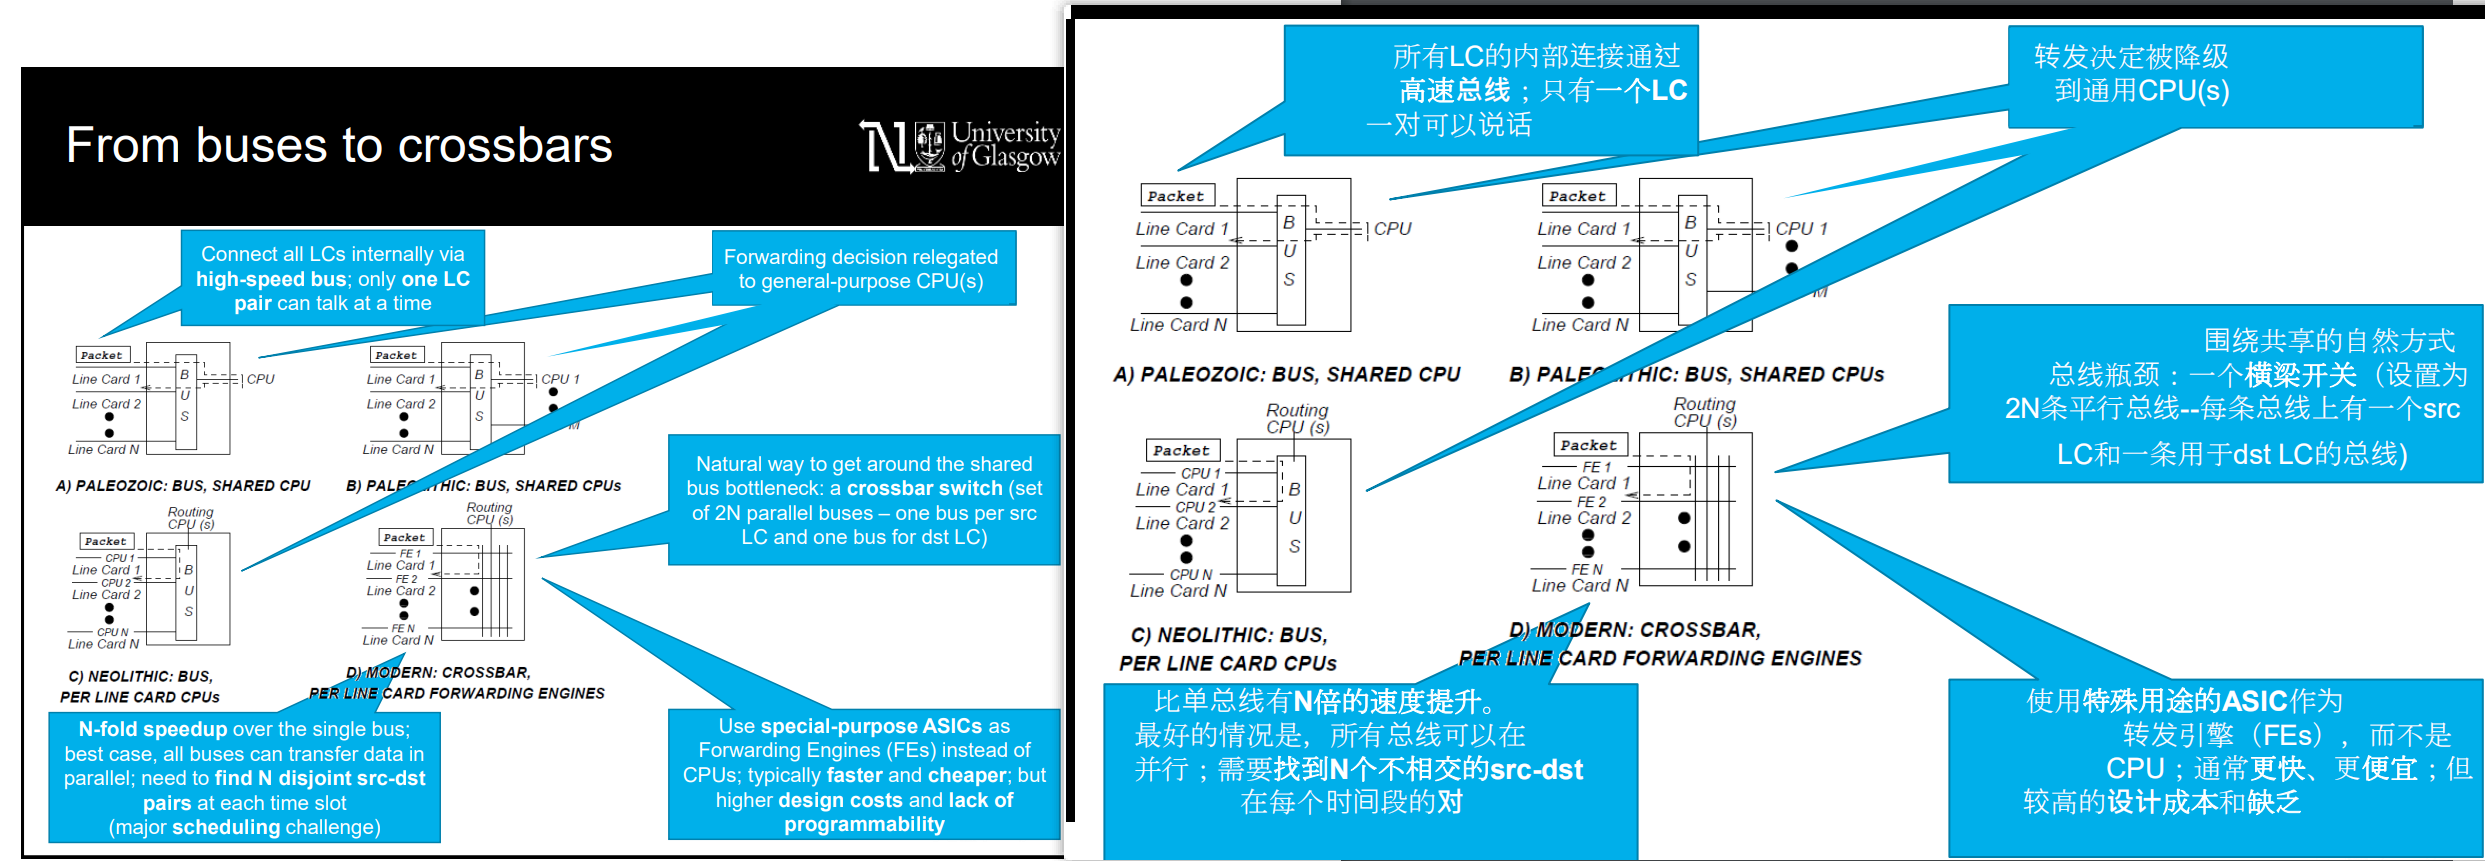 From buses to crossbars
University
of Glasgow
Connect all LCs internally via
high-speed bus; only one LC
pair can talk at a time
Forwarding decision relegated
to general-purpose CPU(s)
Packet
Line Card 1
Line Card 2
Line Card N
B
U
S
CPU
A) PALEOZOIC: BUS, SHARED CPU
Packet
Line Card 1
Line Card 2
Line Card N
B
U
S
CPU 1
M
B) PALEOLITHIC: BUS, SHARED CPUs
Natural way to get around the shared
bus bottleneck: a crossbar switch (set
of 2N parallel buses – one bus per src
LC and one bus for dst LC)
Routing
CPU (s)
Packet
CPU 1
Line Card 1
CPU 2
Line Card 2
CPU N
Line Card N
B
U
S
C) NEOLITHIC: BUS,
PER LINE CARD CPUs
Routing
CPU (s)
Packet
FE 1
Line Card 1
FE 2
Line Card 2
FE N
Line Card N
D) MODERN: CROSSBAR,
PER LINE CARD FORWARDING ENGINES
N-fold speedup over the single bus;
best case, all buses can transfer data in
parallel; need to find N disjoint src-dst
pairs at each time slot
(major scheduling challenge)
Use special-purpose ASICs as
Forwarding Engines (FEs) instead of
CPUs; typically faster and cheaper; but
higher design costs and lack of
programmability
所有LC的内部连接通过
高速总线；只有一个LC
一对可以说话
转发决定被降级
到通用CPU(s)
Packet
Line Card 1
Line Card 2
Line Card N
B
U
S
CPU
A) PALEOZOIC: BUS, SHARED CPU
Packet
Line Card 1
Line Card 2
Line Card N
B
U
S
CPU 1
M
B) PALEOLITHIC: BUS, SHARED CPUs
围绕共享的自然方式
总线瓶颈：一个横梁开关（设置为
2N条平行总线--每条总线上有一个src
LC和一条用于dst LC的总线)
Routing
CPU (s)
Packet
CPU 1
Line Card 1
CPU 2
Line Card 2
CPU N
Line Card N
B
U
S
C) NEOLITHIC: BUS,
PER LINE CARD CPUs
Routing
CPU (s)
Packet
FE 1
Line Card 1
FE 2
Line Card 2
FE N
Line Card N
D) MODERN: CROSSBAR,
PER LINE CARD FORWARDING ENGINES
比单总线有N倍的速度提升。
最好的情况是，所有总线可以在
并行；需要找到N个不相交的src-dst
在每个时间段的对
使用特殊用途的ASIC作为
转发引擎（FEs），而不是
CPU；通常更快、更便宜；但
较高的设计成本和缺乏